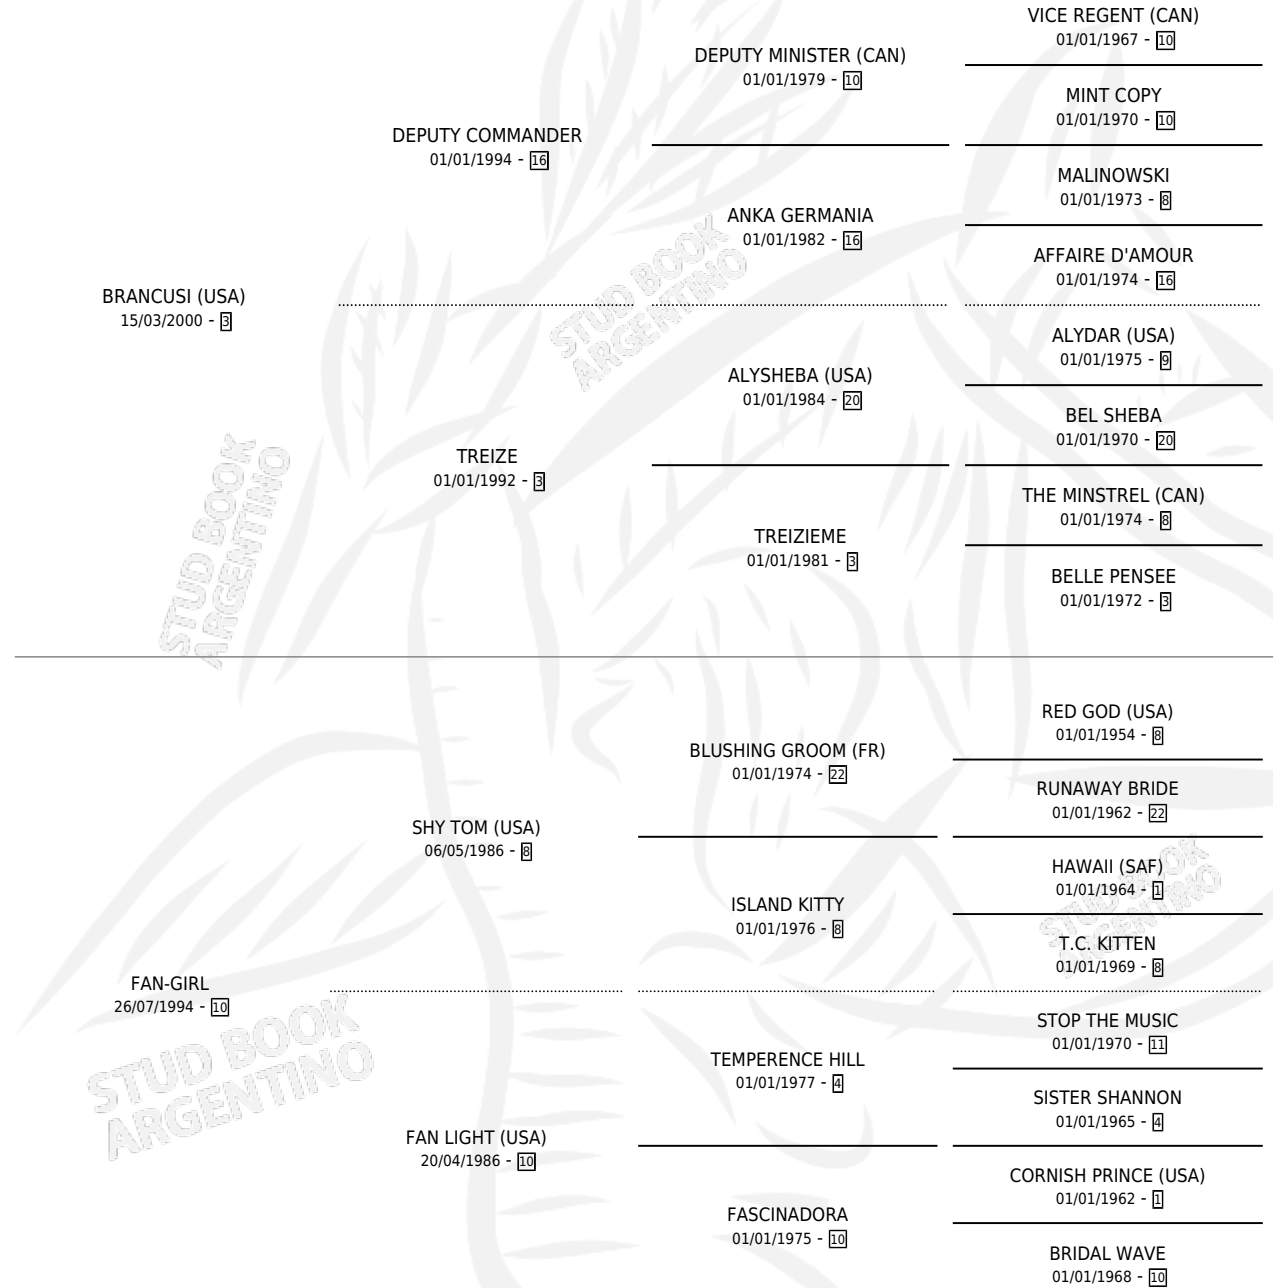 VICE REGENT (CAN)
01/01/1967 - 10
DEPUTY MINISTER (CAN)
01/01/1979 - 10
MINT COPY
01/01/1970 - 10
DEPUTY COMMANDER
01/01/1994 - 16
MALINOWSKI
01/01/1973 - 8
ANKA GERMANIA
01/01/1982 - 16
AFFAIRE D'AMOUR
01/01/1974 - 16
BRANCUSI (USA)
15/03/2000 - 3
ALYDAR (USA)
01/01/1975 - 9
ALYSHEBA (USA)
01/01/1984 - 20
BEL SHEBA
01/01/1970 - 20
TREIZE
01/01/1992 - 3
THE MINSTREL (CAN)
01/01/1974 - 8
TREIZIEME
01/01/1981 - 3
BELLE PENSEE
01/01/1972 - 3
RED GOD (USA)
01/01/1954 - 8
BLUSHING GROOM (FR)
01/01/1974 - 22
RUNAWAY BRIDE
01/01/1962 - 22
SHY TOM (USA)
06/05/1986 - 8
HAWAII (SAF)
01/01/1964 - 1
ISLAND KITTY
01/01/1976 - 8
T.C. KITTEN
01/01/1969 - 8
FAN-GIRL
26/07/1994 - 10
STOP THE MUSIC
01/01/1970 - 11
TEMPERENCE HILL
01/01/1977 - 4
SISTER SHANNON
01/01/1965 - 4
FAN LIGHT (USA)
20/04/1986 - 10
CORNISH PRINCE (USA)
01/01/1962 - 1
FASCINADORA
01/01/1975 - 10
BRIDAL WAVE
01/01/1968 - 10
STUD BOOK
ARGENTINO
STUD BOOK
ARGENTINO
STUD BOOK
ARGENTINO
STUD BOOK
ARGENTINO